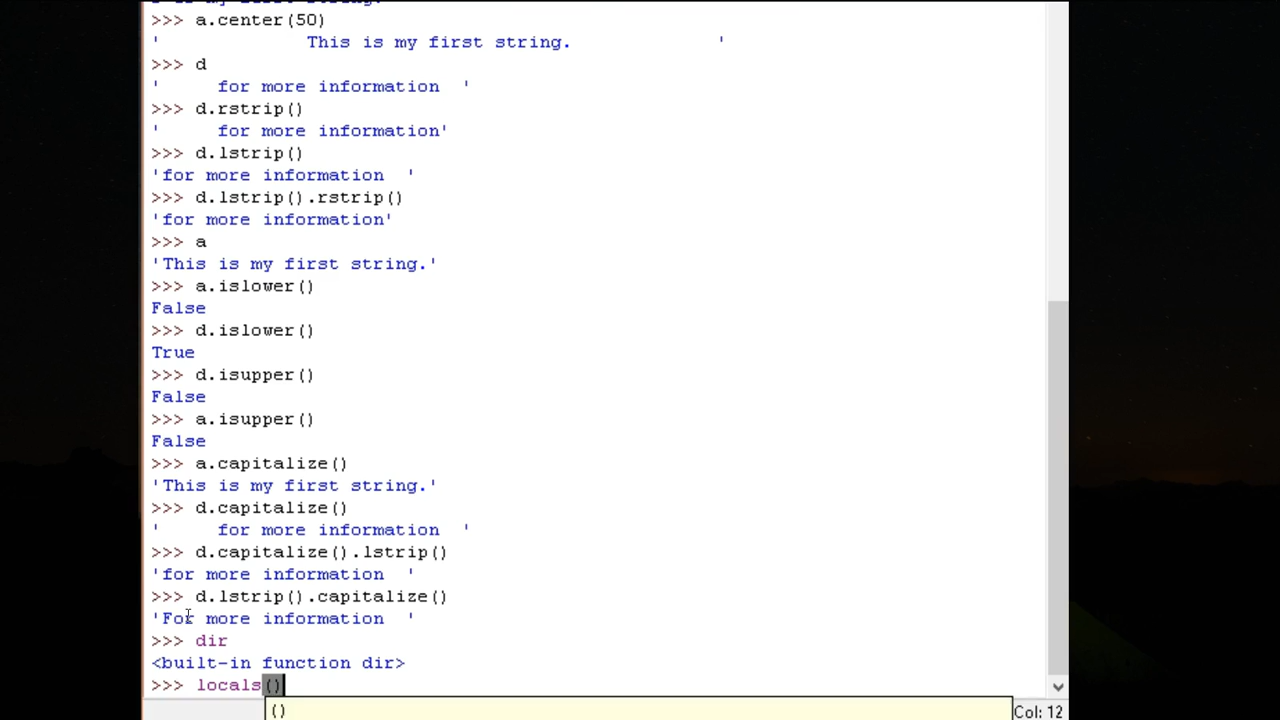 >>> a.center(50)
'             This is my first string.             '
>>> d
'     for more information  '
>>> d.rstrip()
'     for more information'
>>> d.lstrip()
'for more information  '
>>> d.lstrip().rstrip()
'for more information'
>>> a
'This is my first string.'
>>> a.islower()
False
>>> d.islower()
True
>>> d.isupper()
False
>>> a.isupper()
False
>>> a.capitalize()
'This is my first string.'
>>> d.capitalize()
'     for more information  '
>>> d.capitalize().lstrip()
'for more information  '
>>> d.lstrip().capitalize()
'For more information  '
>>> dir
<built-in function dir>
>>> locals()
()
Col: 12